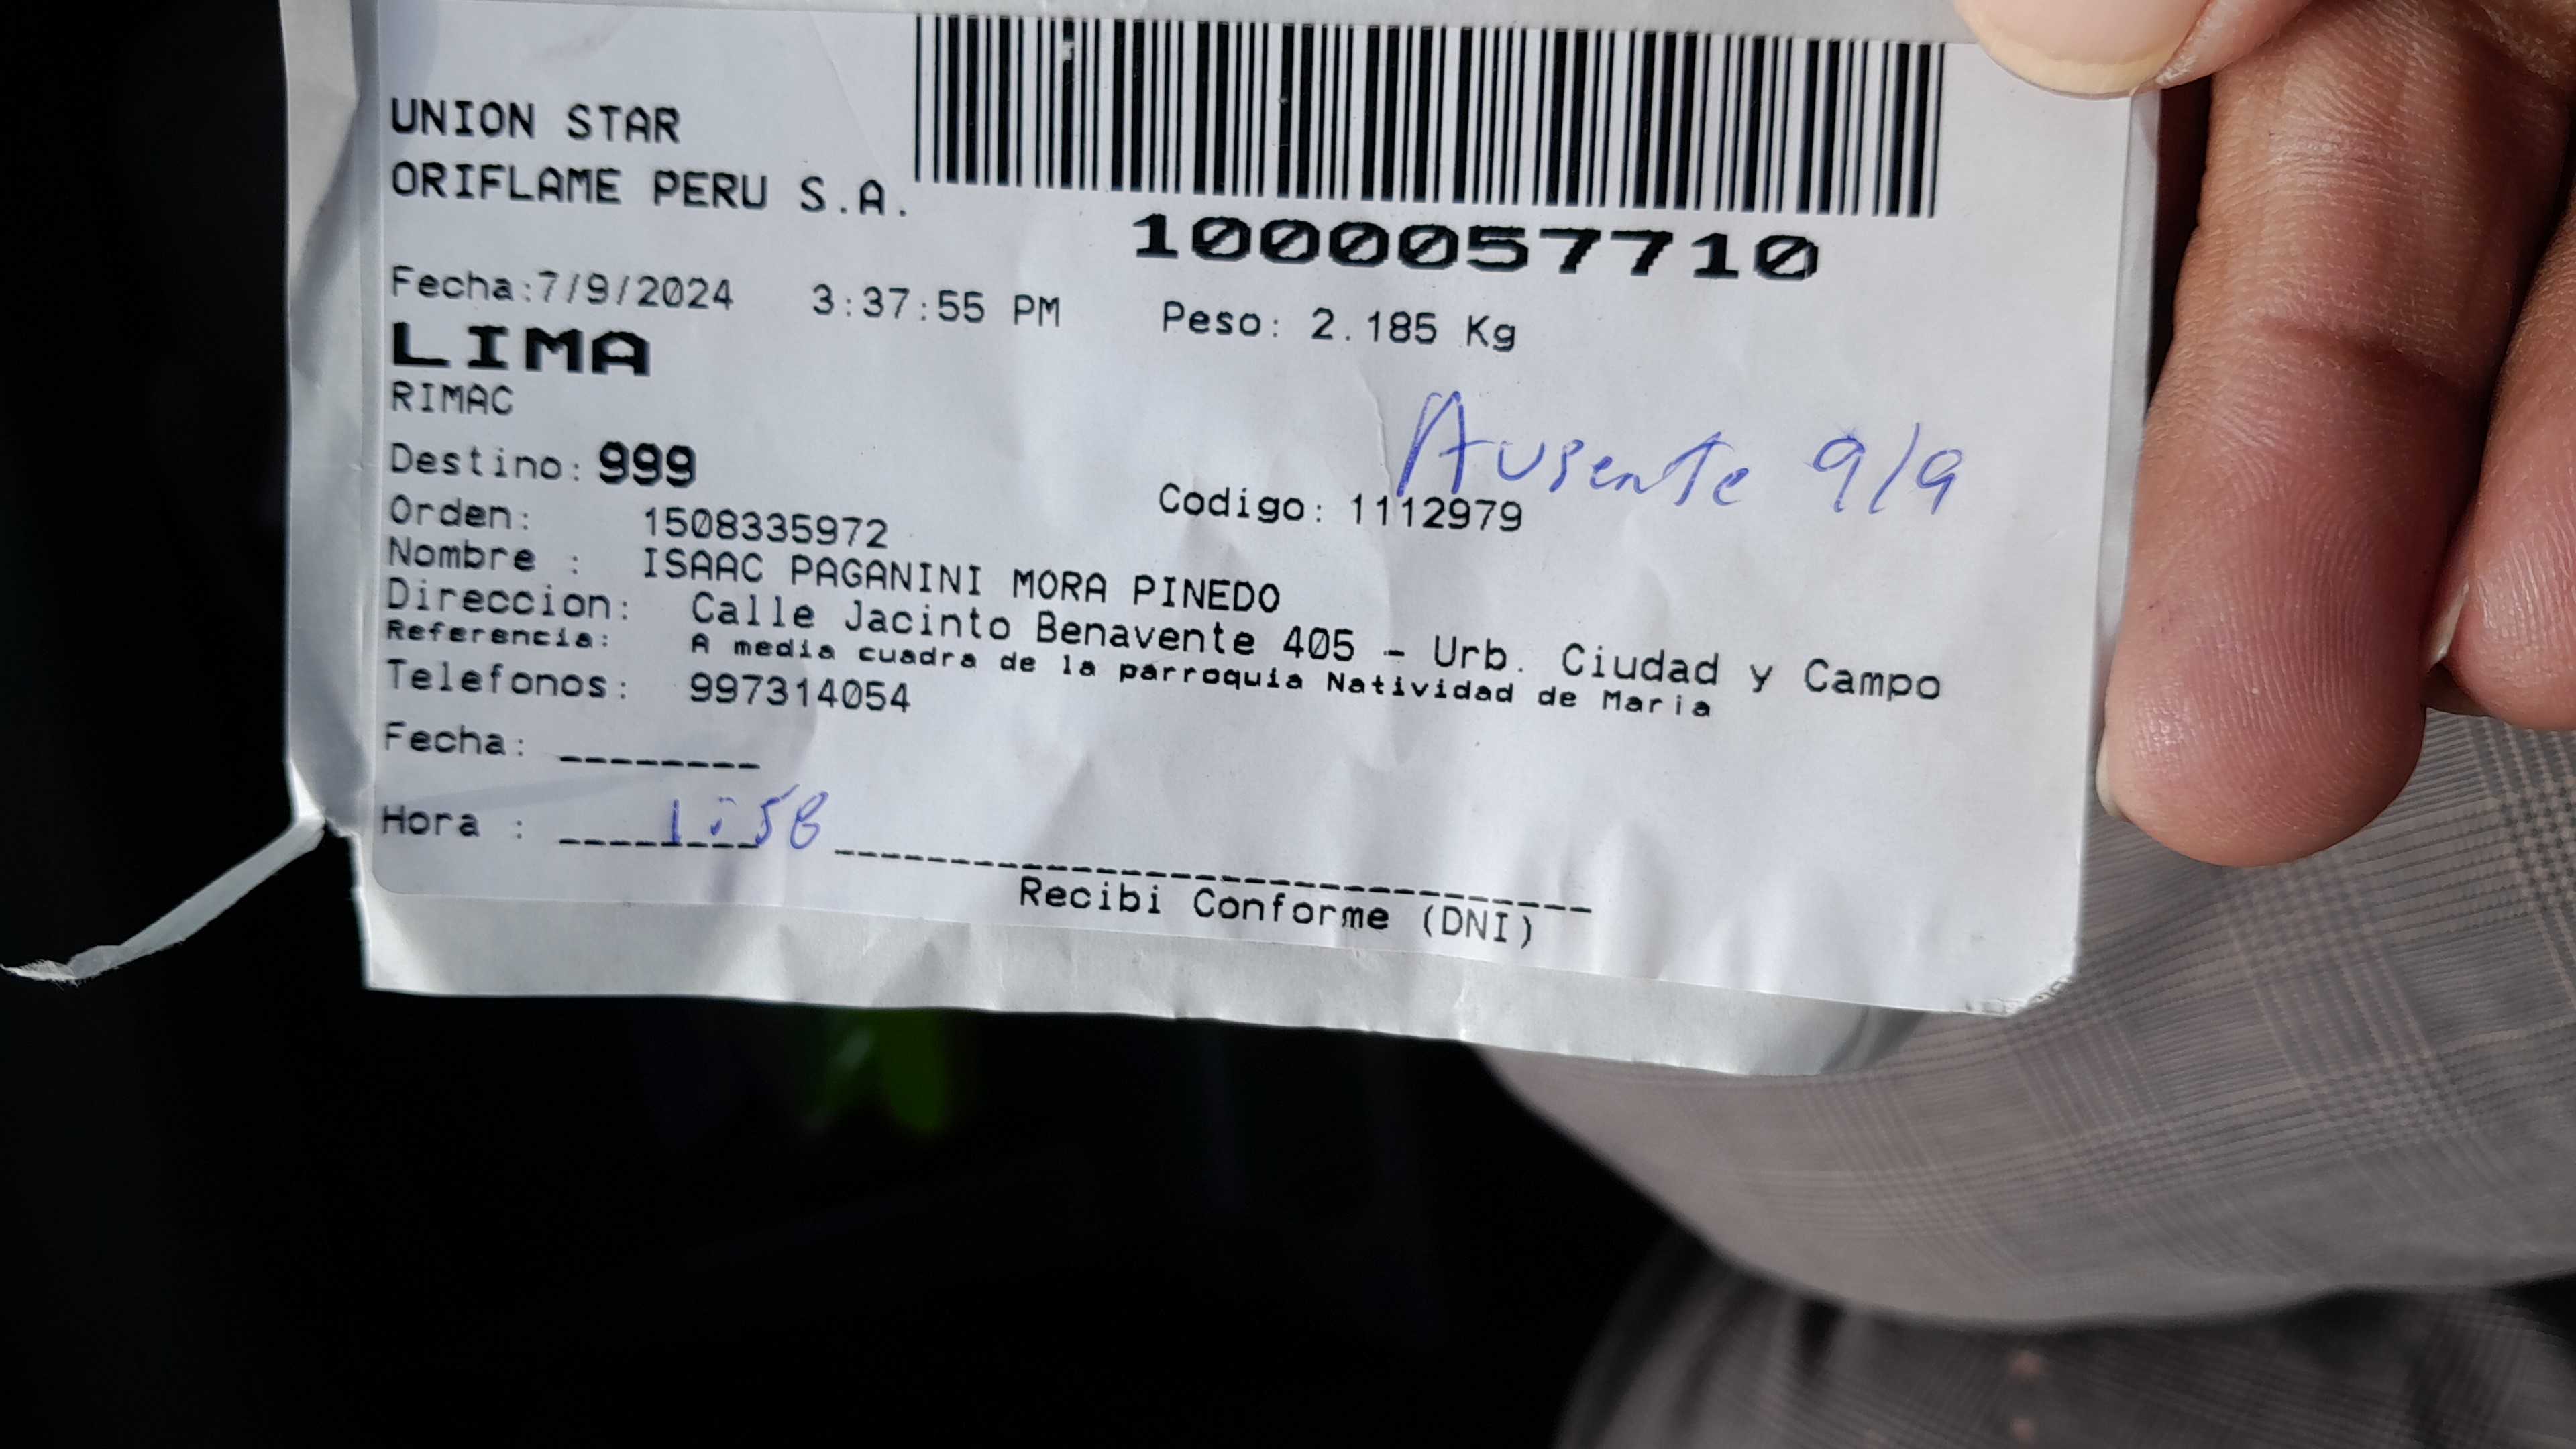 UNION STAR
ORIFLAME PERU S.A.
1000057710
Fecha:7/9/2024 3:37:55 PM Peso: 2.185 Kg
LIMA
RIMAC
Ausente 9/9
Destino: 999
Codigo: 1112979
Orden: 1508335972
Nombre : ISAAC PAGANINI MORA PINEDO
Direccion: Calle Jacinto Benavente 405 - Urb. Ciudad y Campo
Referencia: A media cuadra de la parroquia Natividad de Maria
Telefonos: 997314054
Fecha: --------
Hora : 1:58
Recibi Conforme (DNI)